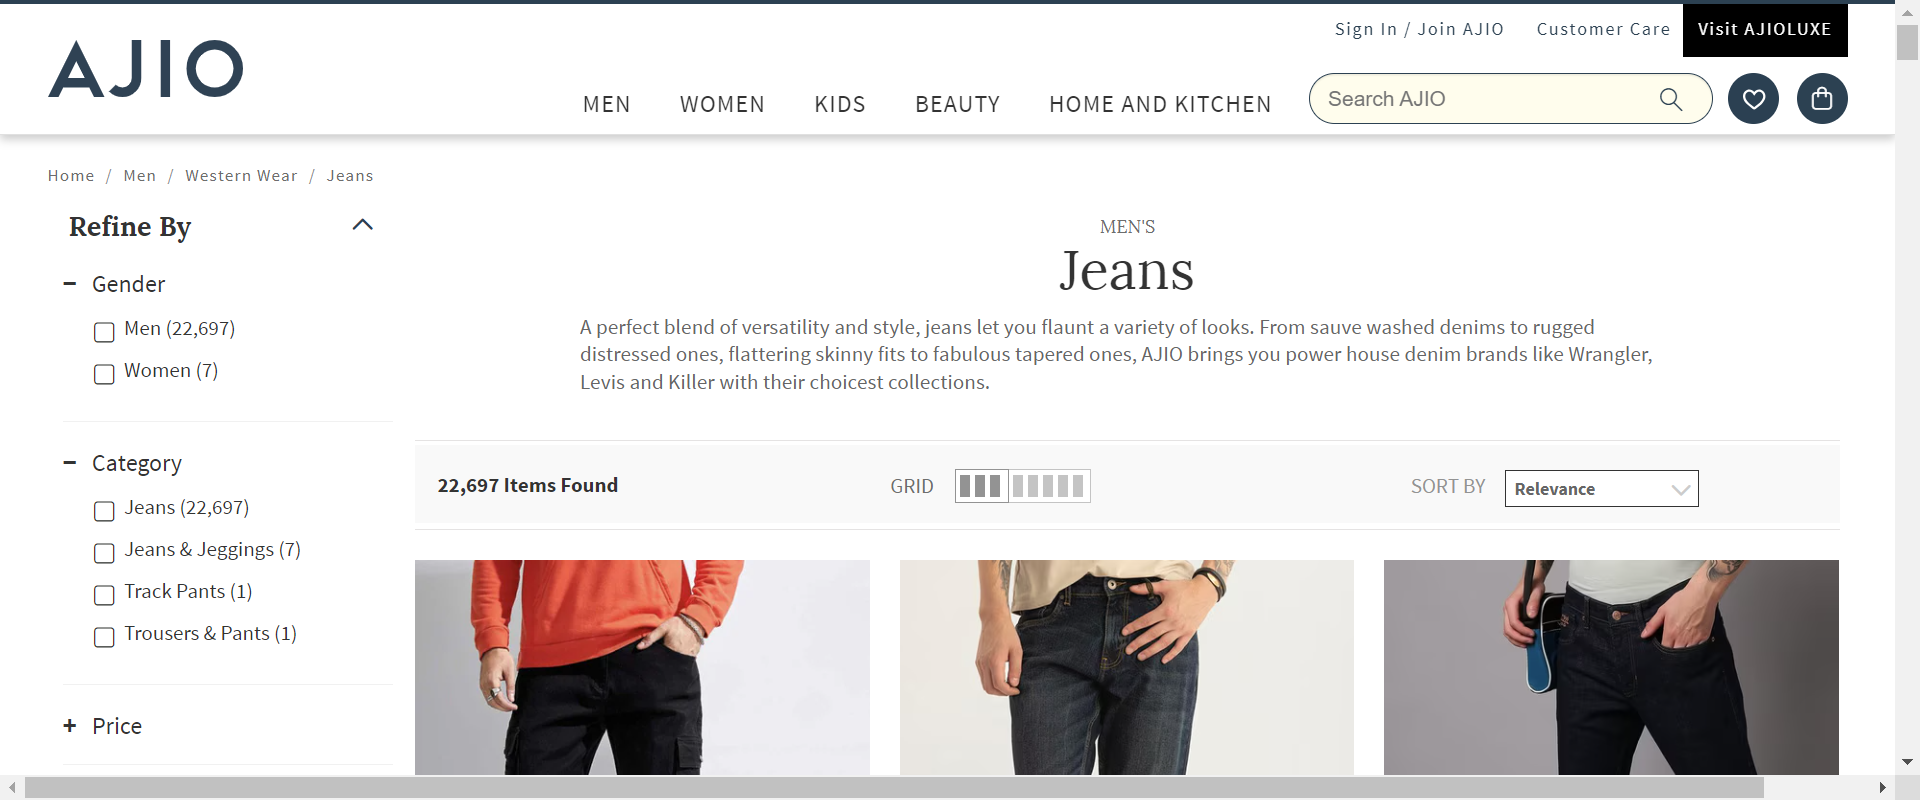 Sign In / Join AJIO
Customer Care
Visit AJIOLUXE
AJIO
MEN
WOMEN
KIDS
BEAUTY
HOME AND KITCHEN
Search AJIO
Home / Men / Western Wear / Jeans
Refine By
Gender
Men (22,697)
Women (7)
Category
Jeans (22,697)
Jeans & Jeggings (7)
Track Pants (1)
Trousers & Pants (1)
Price
MEN'S
Jeans
A perfect blend of versatility and style, jeans let you flaunt a variety of looks. From sauve washed denims to rugged
distressed ones, flattering skinny fits to fabulous tapered ones, AJIO brings you power house denim brands like Wrangler,
Levis and Killer with their choicest collections.
22,697 Items Found
GRID
SORT BY
Relevance